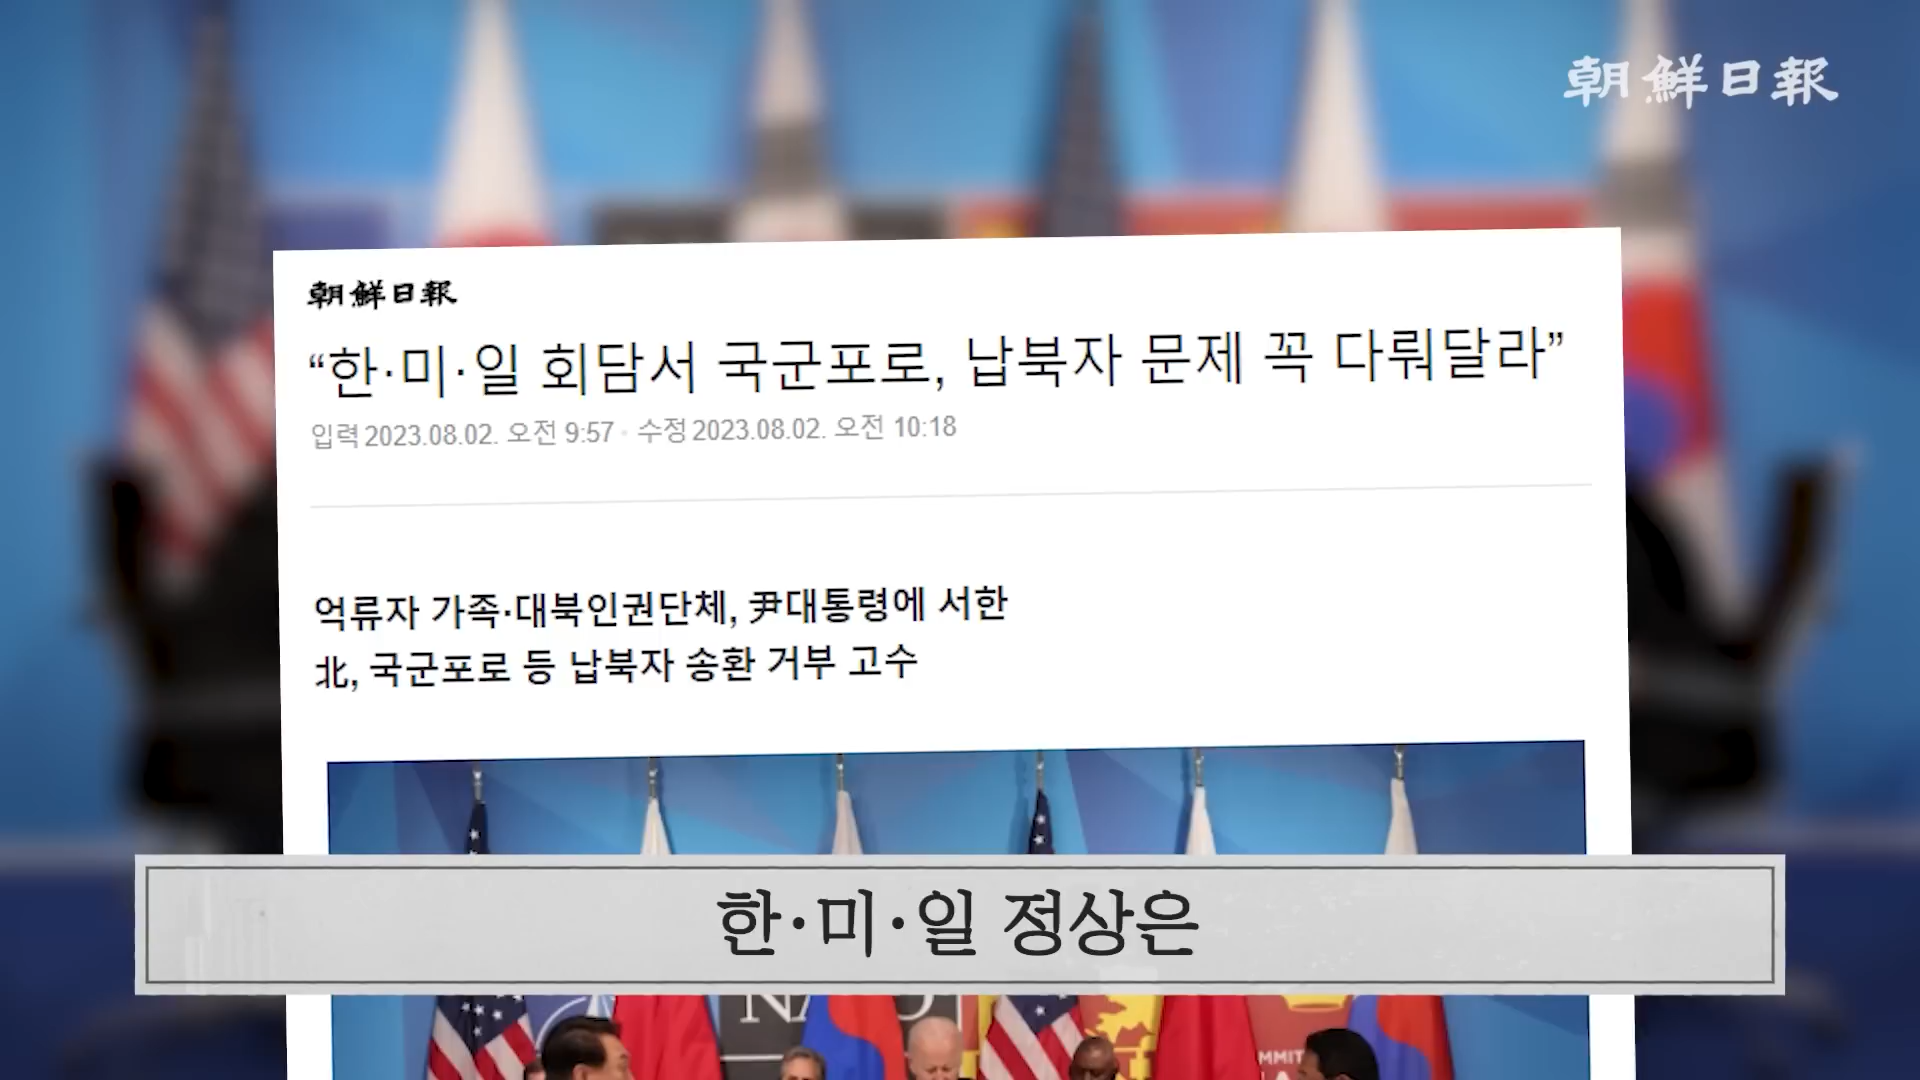 朝鮮日報
朝鮮日報
“한·미·일 회담서 국군포로, 납북자 문제 꼭 다뤄달라”
입력 2023.08.02. 오전 9:57 · 수정 2023.08.02. 오전 10:18
억류자 가족·대북인권단체, 尹대통령에 서한
北, 국군포로 등 납북자 송환 거부 고수
한·미·일 정상은